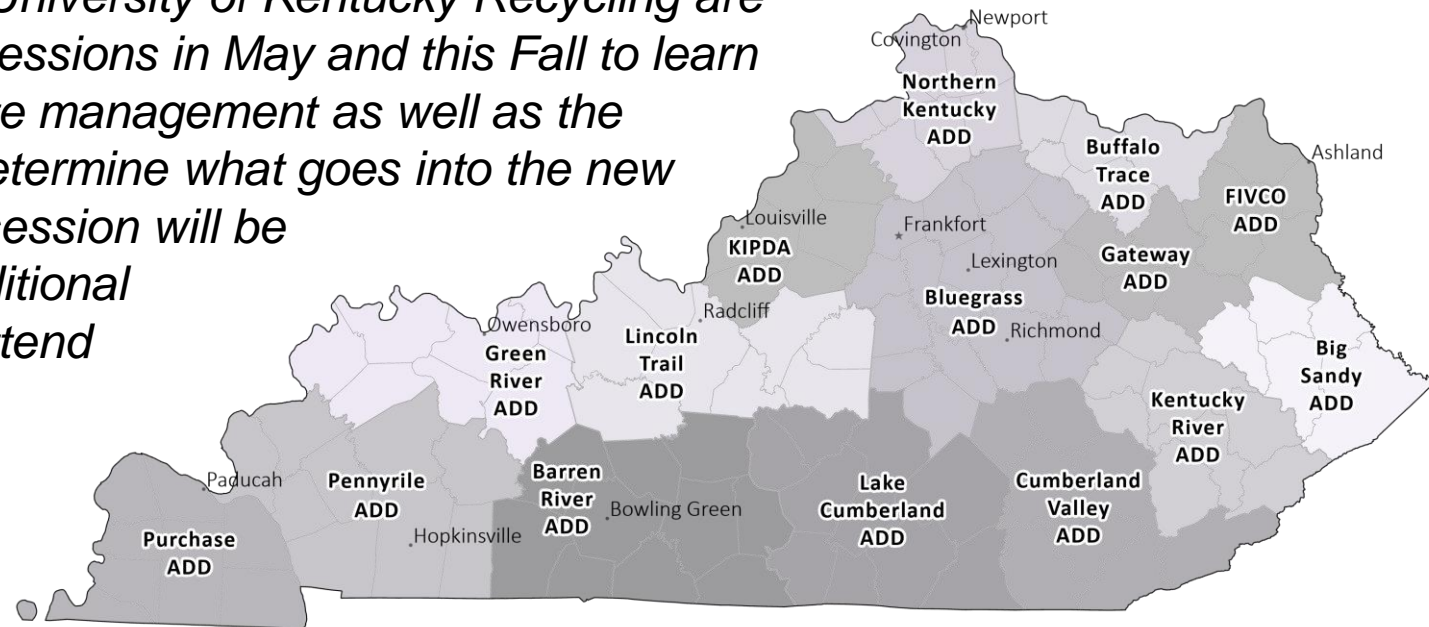 University of Kentucky Recycling are
essions in May and this Fall to learn
e management as well as the
etermine what goes into the new
session will be
ditional
ttend
Newport
Covington
Northern
Kentucky
ADD
Buffalo
Trace
ADD
Ashland
FIVCO
ADD
Louisville
KIPDA
ADD
Frankfort
Lexington
Bluegrass
ADD
Richmond
Gateway
ADD
Radcliff
Lincoln
Trail
ADD
Owensboro
Green
River
ADD
Big
Sandy
ADD
Kentucky
River
ADD
Paducah
Purchase
ADD
Pennyrile
ADD
Hopkinsville
Barren
River
ADD
Bowling Green
Lake
Cumberland
ADD
Cumberland
Valley
ADD